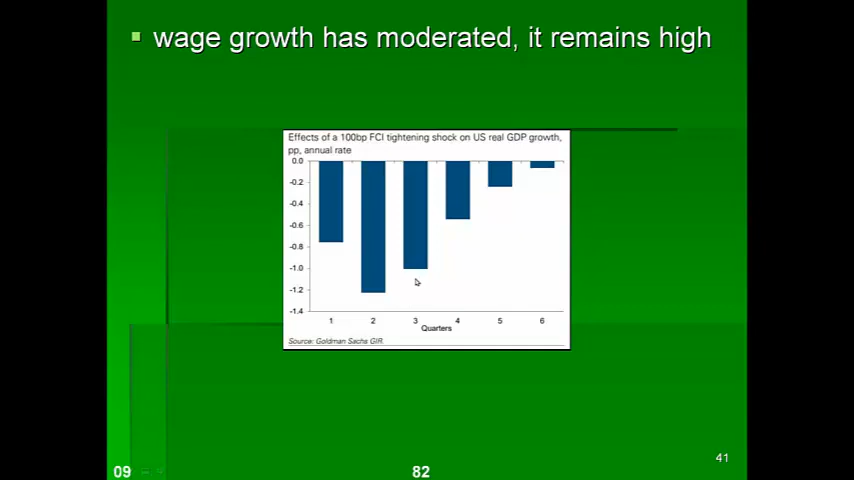 wage growth has moderated, it remains high
Effects of a 100bp FCI tightening shock on US real GDP growth,
pp, annual rate
0.0
-0.2
-0.4
-0.6
-0.8
-1.0
-1.2
-1.4
1 2 3 4 5 6
Quarters
Source: Goldman Sachs GIR.
41
09 82